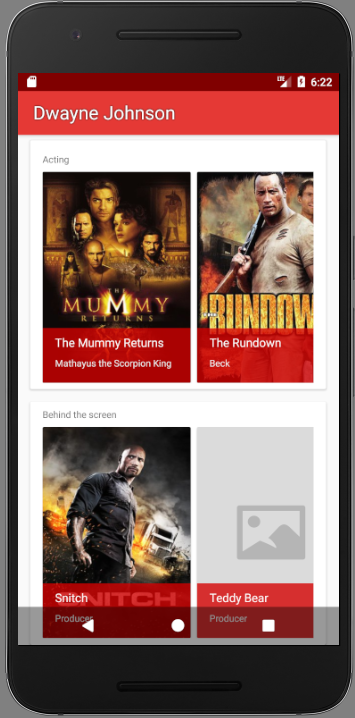 LTE 6:22
Dwayne Johnson
Acting
THE
MUMMY
RETURNS
The Mummy Returns
Mathayus the Scorpion King
RUNDOWN
The Rundown
Beck
Behind the screen
SNITCH
Snitch
Producer
Teddy Bear
Producer